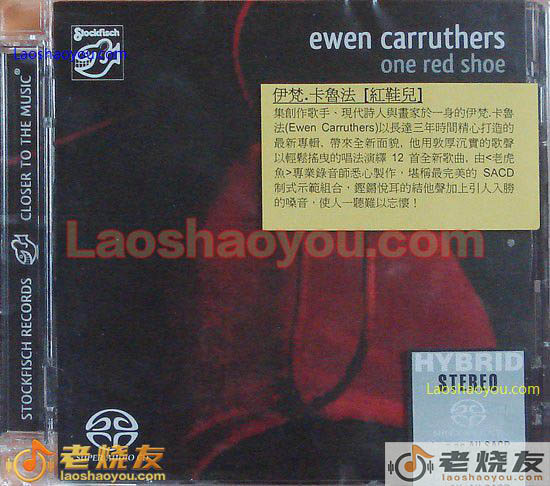 Stockfisch
Laoshaoyou.com
ewen carruthers
one red shoe
伊梵.卡魯法 [紅鞋兒]
集創作歌手、現代詩人與畫家於一身的伊梵.卡魯
法(Ewen Carruthers)以長達三年時間精心打造的
最新專輯, 帶來全新面貌, 他用敦厚沉實的歌聲
以輕鬆搖曳的唱法演繹 12 首全新歌曲, 由<老虎
魚>專業錄音師悉心製作, 堪稱最完美的 SACD
制式示範組合, 鏗鏘悅耳的結他聲加上引人入勝
的嗓音, 使人一聽難以忘懷!
STOCKFISCH RECORDS CLOSER TO THE MUSIC®
Laoshaoyou.com
HYBRID
STEREO
Laoshaoyou.com
SUPER AUDIO CD
ALL SACD
老烧友
laoshaoyou.com
老烧友
laoshaoyou.com